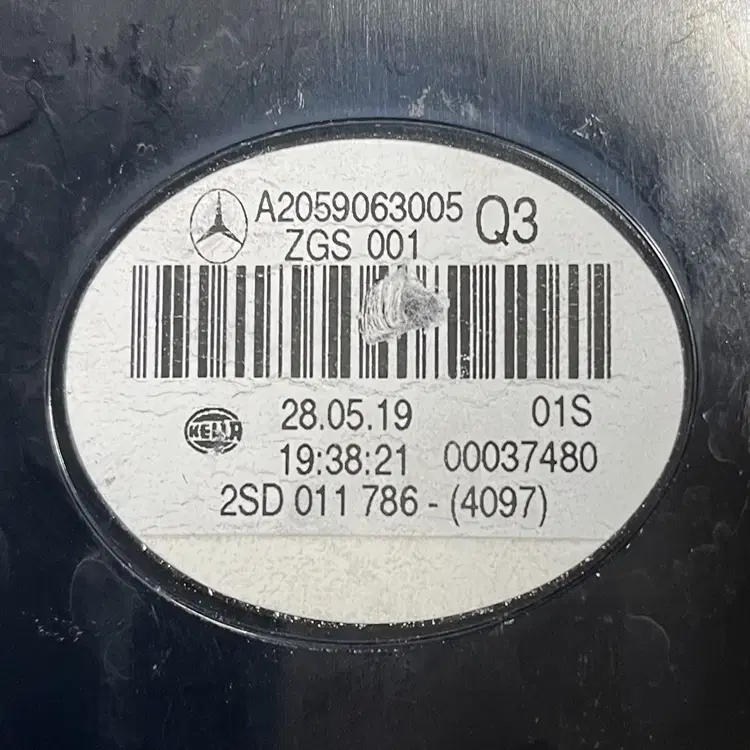 A2059063005 Q3
ZGS 001
HELLA
28.05.19 01S
19:38:21 00037480
2SD 011 786 - (4097)